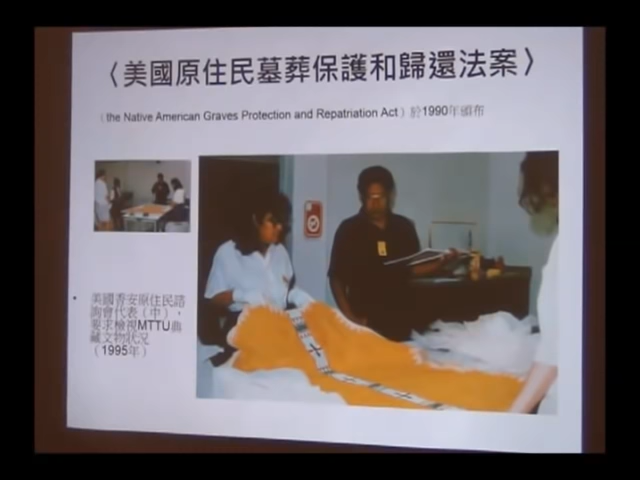 〈美國原住民墓葬保護和歸還法案〉
（the Native American Graves Protection and Repatriation Act）於1990年頒布
美國香安原住民諮
詢會代表（中），
要求檢視MTTU典
藏文物狀況
（1995年）